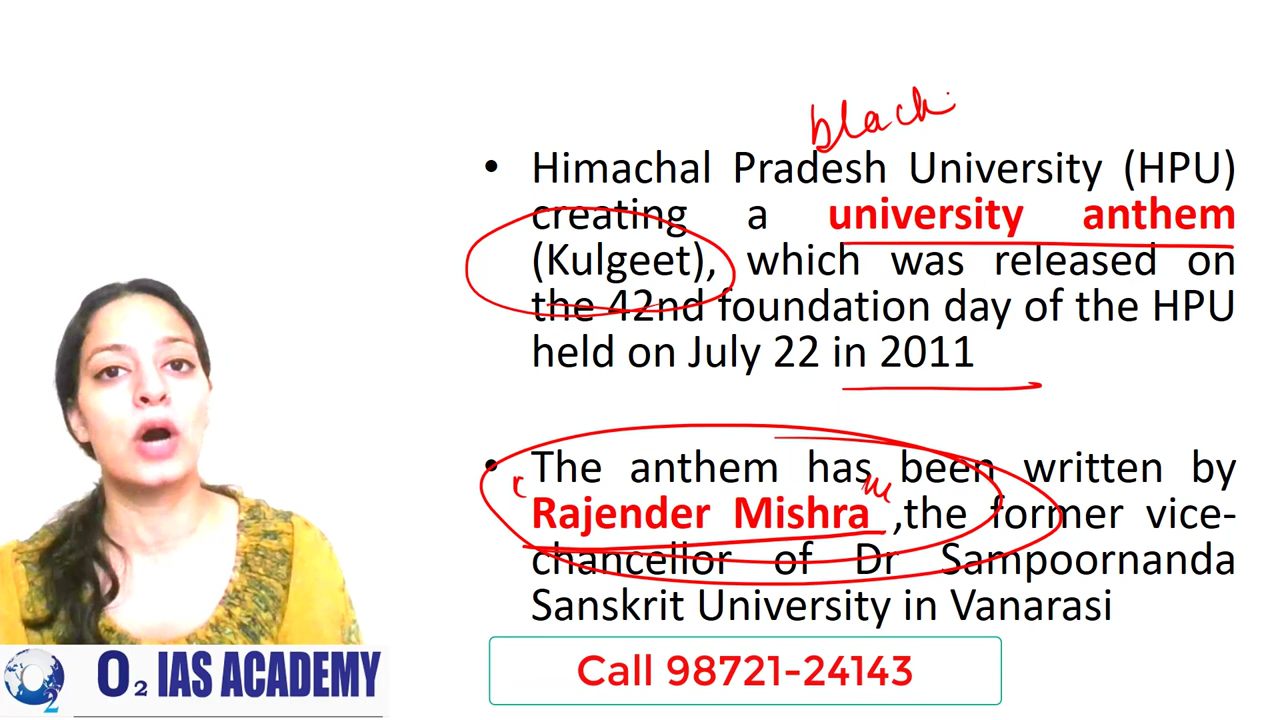 black
• Himachal Pradesh University (HPU)
creating a university anthem
(Kulgeet), which was released on
the 42nd foundation day of the HPU
held on July 22 in 2011
• The anthem has been written by
Rajender Mishra ,the former vice-
chancellor of Dr Sampoornanda
Sanskrit University in Vanarasi
O2 IAS ACADEMY
Call 98721-24143